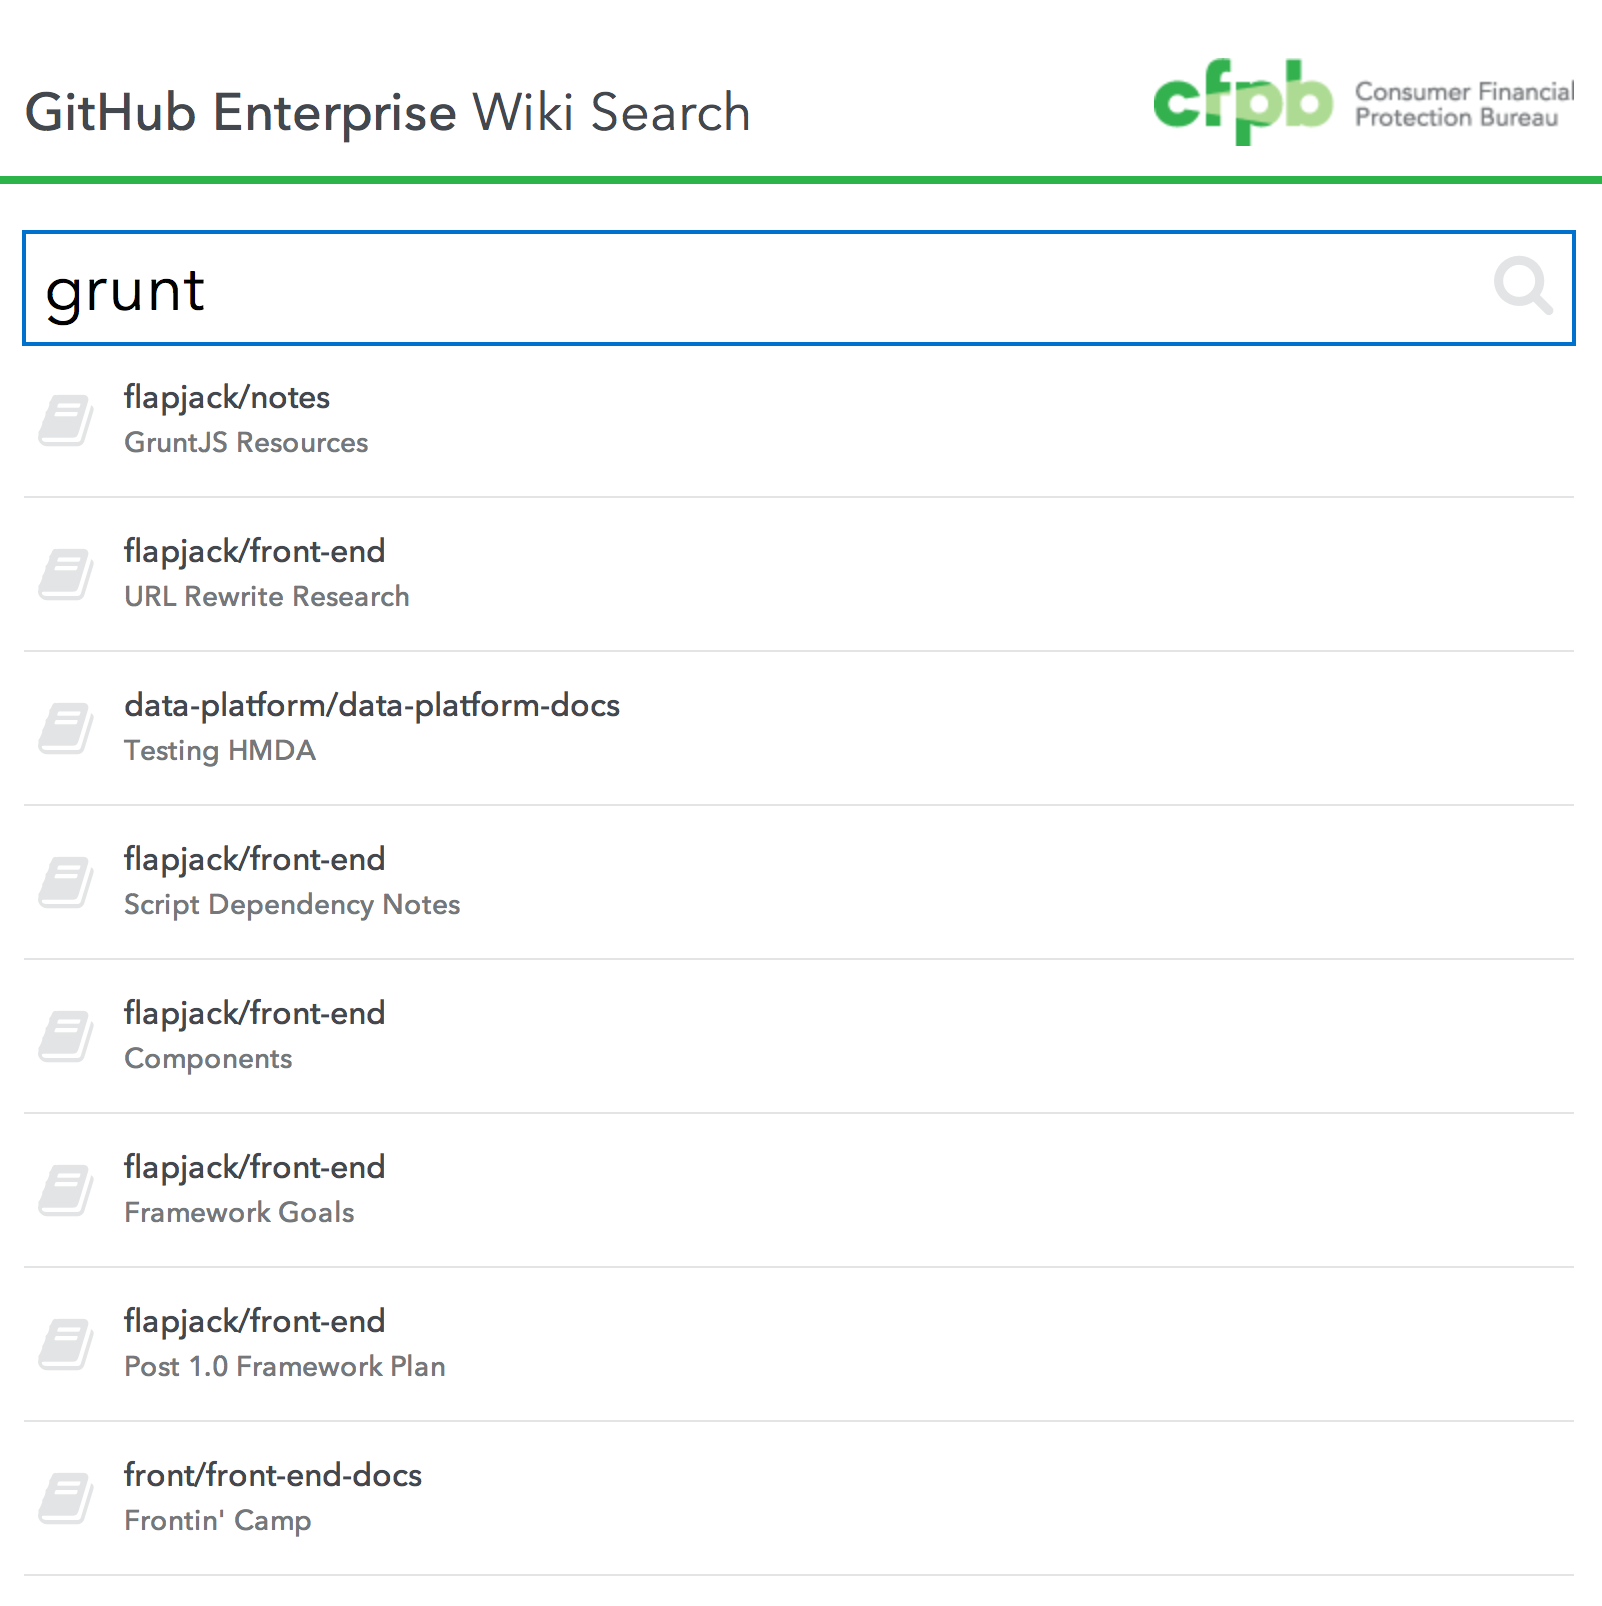 GitHub Enterprise Wiki Search
cfpb
Consumer Financial
Protection Bureau
grunt
flapjack/notes
GruntJS Resources
flapjack/front-end
URL Rewrite Research
data-platform/data-platform-docs
Testing HMDA
flapjack/front-end
Script Dependency Notes
flapjack/front-end
Components
flapjack/front-end
Framework Goals
flapjack/front-end
Post 1.0 Framework Plan
front/front-end-docs
Frontin' Camp